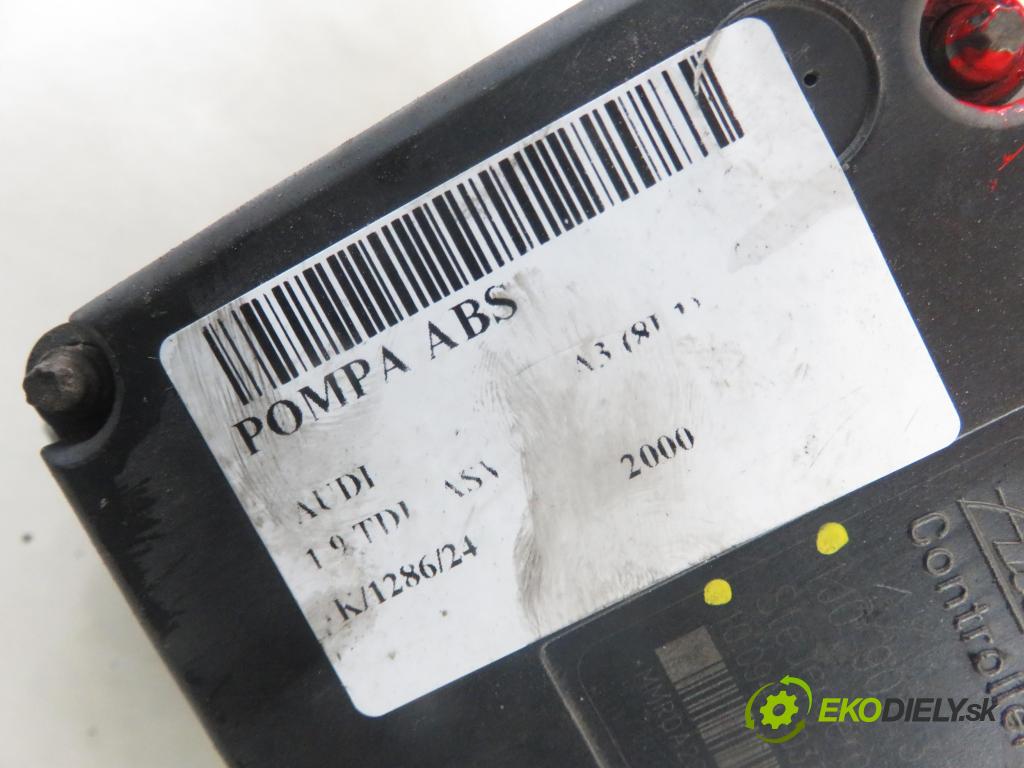 POMPA ABS
AUDI A3 (8L1)
1.9 TDI ASV 2000
K/1286/24
Controller
EKODIELY.sk